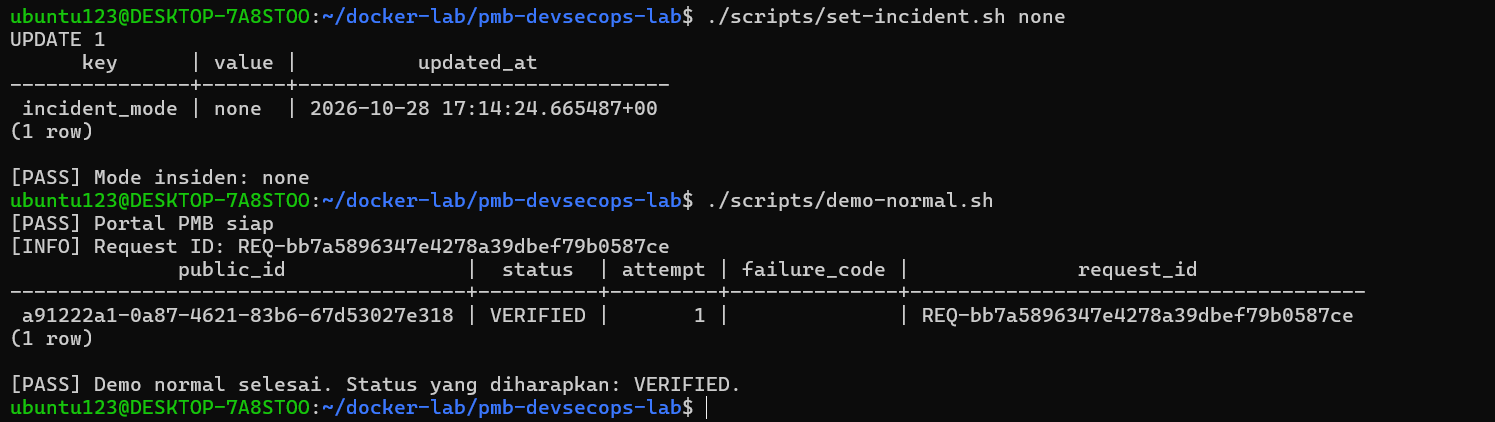 ubuntu123@DESKTOP-7A8STOO:~/docker-lab/pmb-devsecops-lab$ ./scripts/set-incident.sh none
UPDATE 1
      key      | value |          updated_at
---------------+-------+-------------------------------
 incident_mode | none  | 2026-10-28 17:14:24.665487+00
(1 row)

[PASS] Mode insiden: none
ubuntu123@DESKTOP-7A8STOO:~/docker-lab/pmb-devsecops-lab$ ./scripts/demo-normal.sh
[PASS] Portal PMB siap
[INFO] Request ID: REQ-bb7a5896347e4278a39dbef79b0587ce
              public_id               |  status  | attempt | failure_code |              request_id
--------------------------------------+----------+---------+--------------+--------------------------------------
 a91222a1-0a87-4621-83b6-67d53027e318 | VERIFIED |       1 |              | REQ-bb7a5896347e4278a39dbef79b0587ce
(1 row)

[PASS] Demo normal selesai. Status yang diharapkan: VERIFIED.
ubuntu123@DESKTOP-7A8STOO:~/docker-lab/pmb-devsecops-lab$